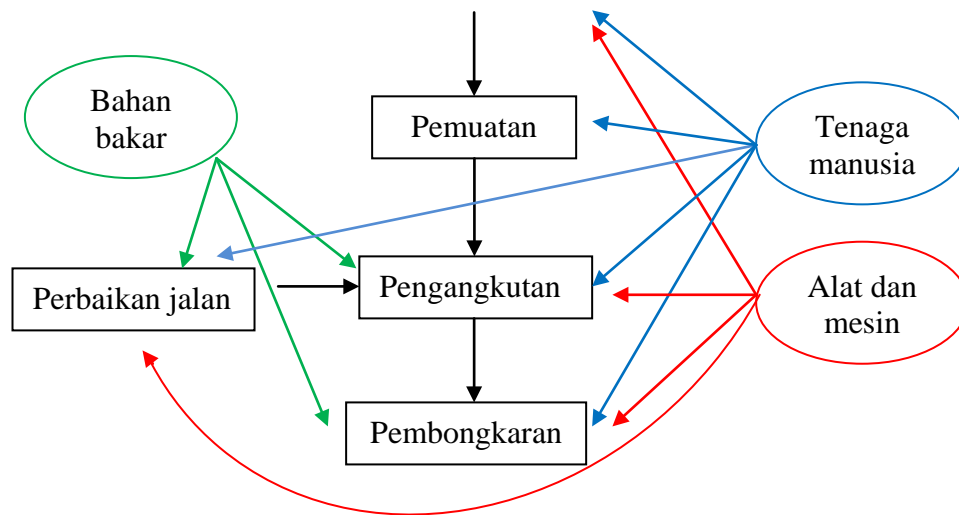 Bahan
bakar
Pemuatan
Tenaga
manusia
Perbaikan jalan
Pengangkutan
Alat dan
mesin
Pembongkaran